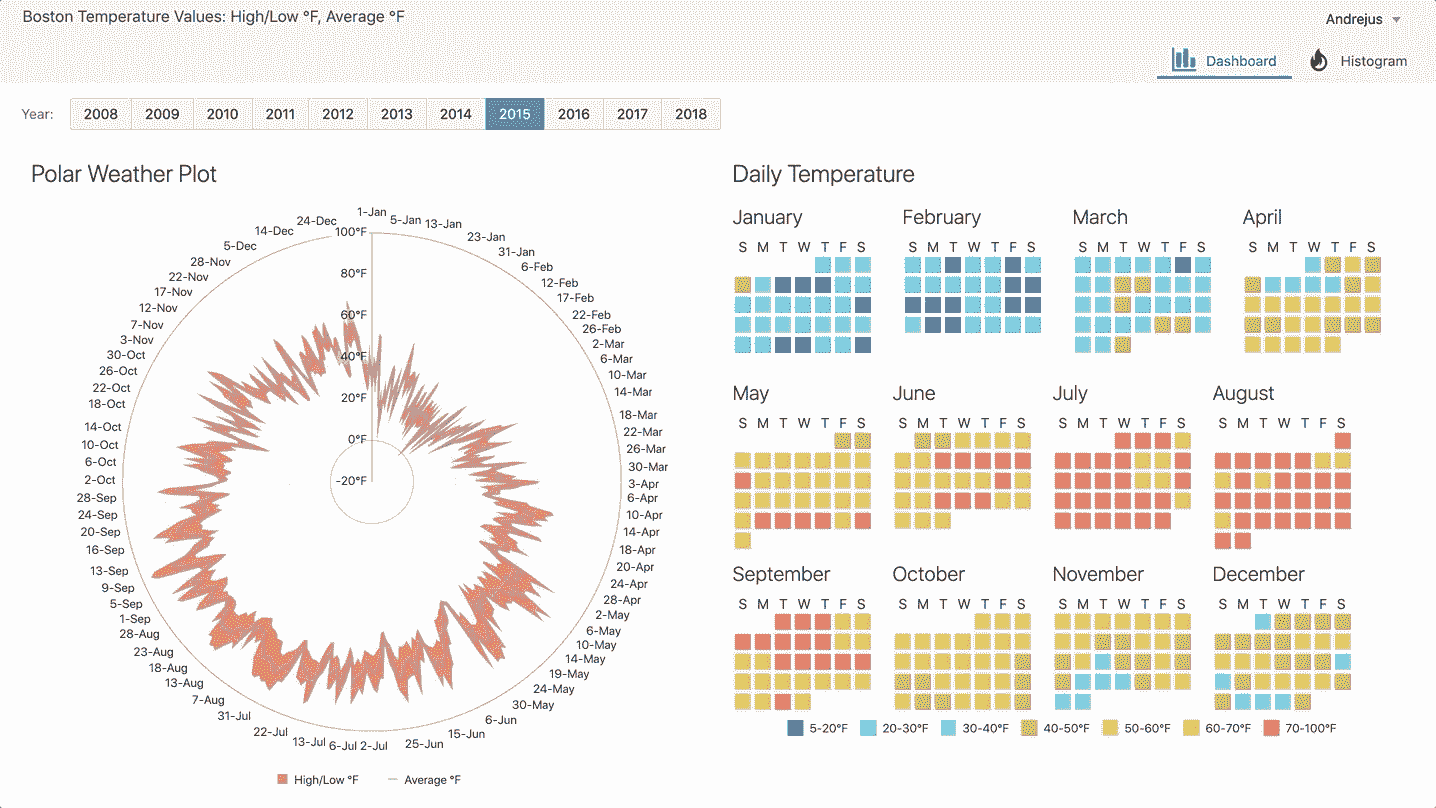 Boston Temperature Values: High/Low °F, Average °F
Andrejus
Dashboard Histogram
Year: 2008 2009 2010 2011 2012 2013 2014 2015 2016 2017 2018
Polar Weather Plot
1-Jan
5-Jan
13-Jan
23-Jan
31-Jan
6-Feb
12-Feb
17-Feb
22-Feb
26-Feb
2-Mar
6-Mar
10-Mar
14-Mar
18-Mar
22-Mar
26-Mar
30-Mar
3-Apr
6-Apr
10-Apr
14-Apr
18-Apr
20-Apr
24-Apr
28-Apr
2-May
6-May
10-May
14-May
19-May
24-May
30-May
6-Jun
15-Jun
25-Jun
2-Jul
6-Jul
13-Jul
22-Jul
31-Jul
7-Aug
13-Aug
18-Aug
23-Aug
28-Aug
1-Sep
5-Sep
9-Sep
13-Sep
16-Sep
20-Sep
24-Sep
28-Sep
2-Oct
6-Oct
10-Oct
14-Oct
18-Oct
22-Oct
26-Oct
30-Oct
3-Nov
7-Nov
12-Nov
17-Nov
22-Nov
28-Nov
5-Dec
14-Dec
24-Dec
100°F
80°F
60°F
40°F
20°F
0°F
-20°F
High/Low °F Average °F
Daily Temperature
January February March April
S M T W T F S S M T W T F S S M T W T F S S M T W T F S
May June July August
S M T W T F S S M T W T F S S M T W T F S S M T W T F S
September October November December
S M T W T F S S M T W T F S S M T W T F S S M T W T F S
5-20°F 20-30°F 30-40°F 40-50°F 50-60°F 60-70°F 70-100°F